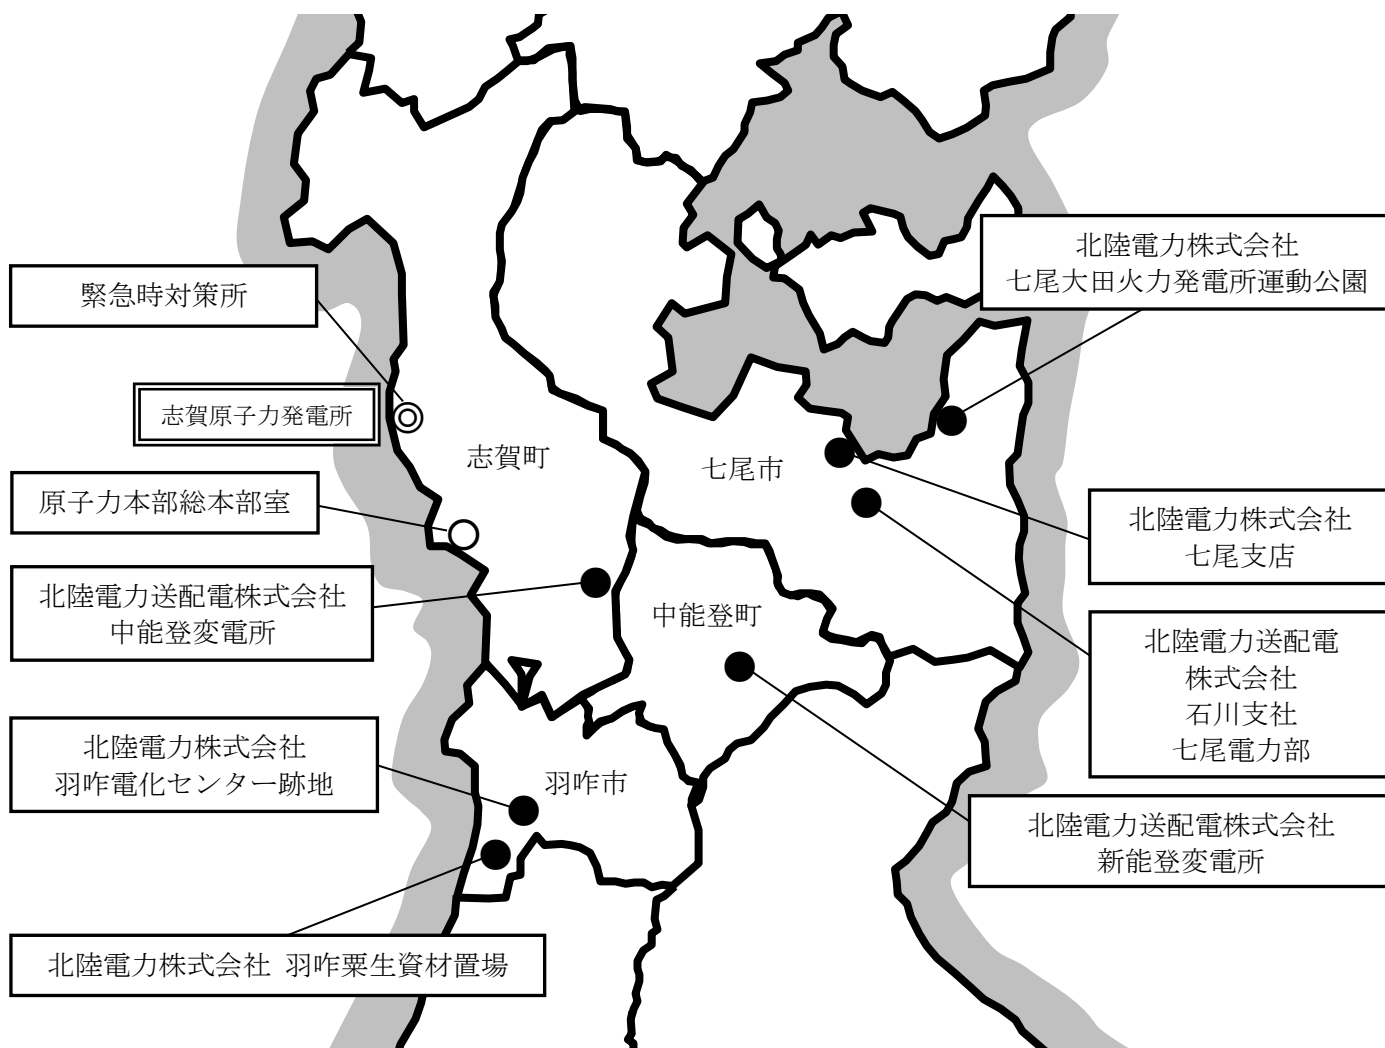 北陸電力株式会社
七尾大田火力発電所運動公園
緊急時対策所
志賀原子力発電所
志賀町
七尾市
原子力本部総本部室
北陸電力株式会社
七尾支店
北陸電力送配電株式会社
中能登変電所
中能登町
北陸電力送配電
株式会社
石川支社
七尾電力部
北陸電力株式会社
羽咋電化センター跡地
羽咋市
北陸電力送配電株式会社
新能登変電所
北陸電力株式会社 羽咋粟生資材置場